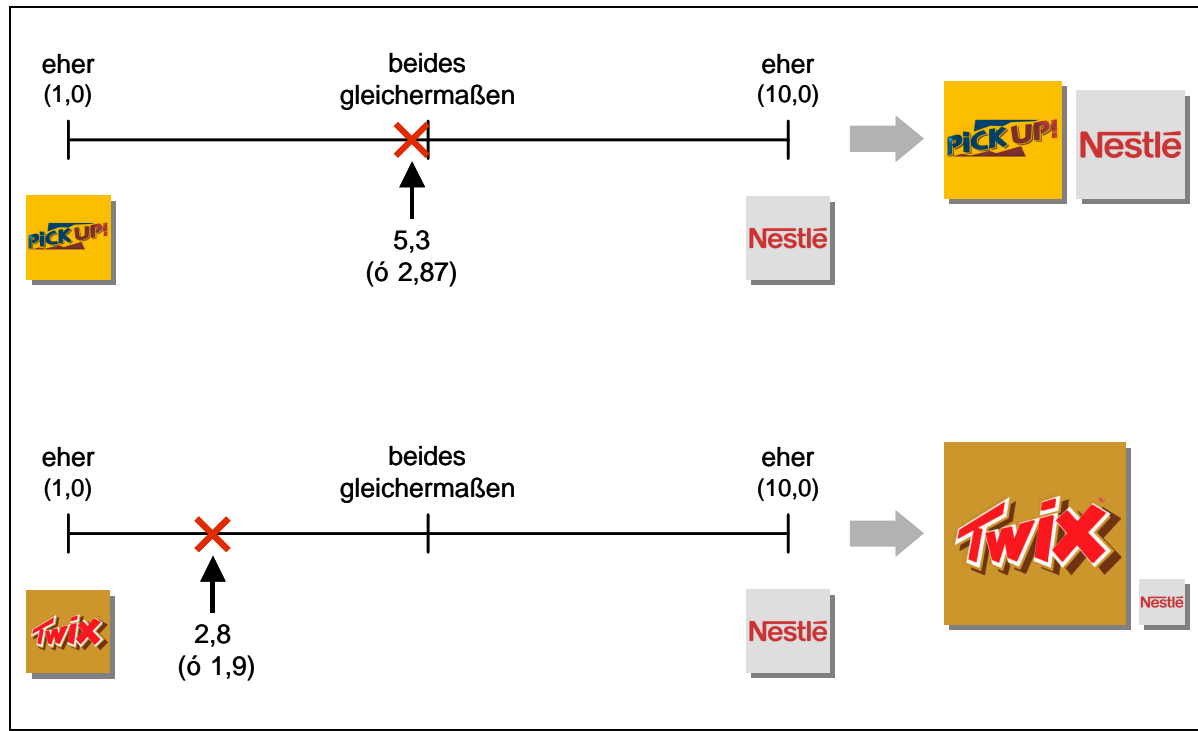 eher
(1,0)
beides
gleichermaßen
eher
(10,0)
PiCK UP!
Nestlé
PiCK UP!
5,3
(ó 2,87)
Nestlé
eher
(1,0)
beides
gleichermaßen
eher
(10,0)
Twix
Nestlé
Twix
2,8
(ó 1,9)
Nestlé